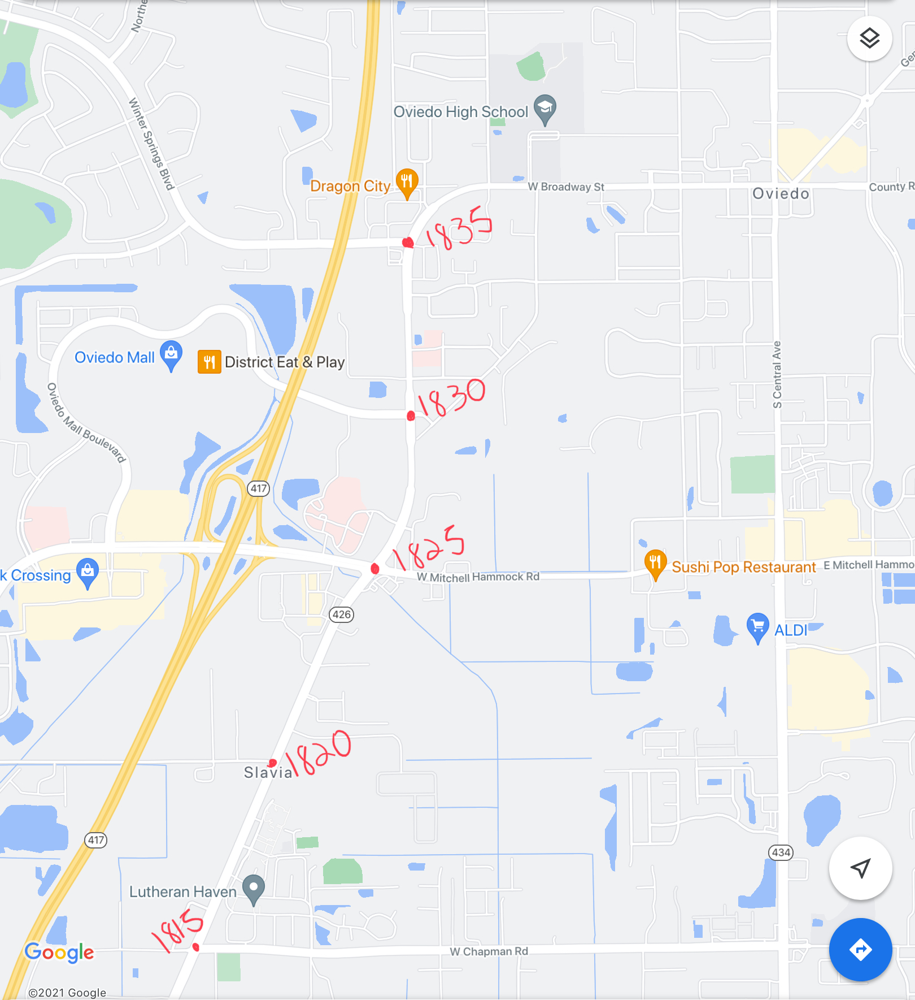 Northe
Gen
Winter Springs Blvd
Oviedo High School
Dragon City
W Broadway St
Oviedo
County R
1835
Oviedo Mall
District Eat & Play
S Central Ave
Oviedo Mall Boulevard
1830
417
1825
k Crossing
W Mitchell Hammock Rd
Sushi Pop Restaurant
E Mitchell Hammo
426
ALDI
1820
Slavia
417
434
Lutheran Haven
1815
Google
W Chapman Rd
©2021 Google